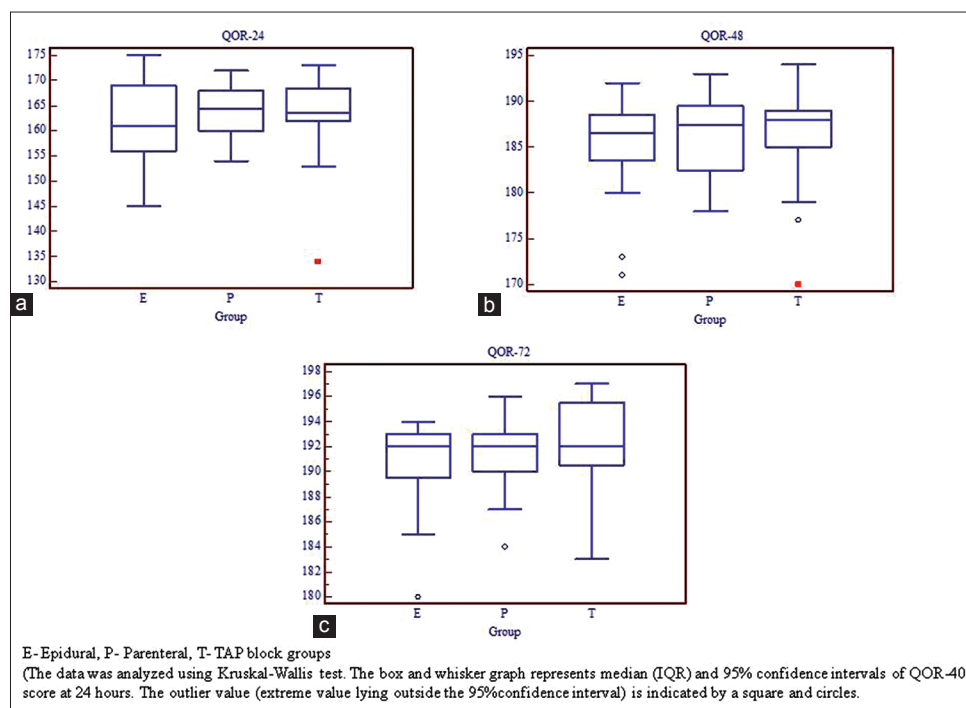 QOR-24
175
170
165
160
155
150
145
140
135
130
E P T
Group
a
QOR-48
195
190
185
180
175
170
E P T
Group
b
QOR-72
198
196
194
192
190
188
186
184
182
180
E P T
Group
c
E- Epidural, P- Parenteral, T- TAP block groups
(The data was analyzed using Kruskal-Wallis test. The box and whisker graph represents median (IQR) and 95% confidence intervals of QOR-40
score at 24 hours. The outlier value (extreme value lying outside the 95%confidence interval) is indicated by a square and circles.